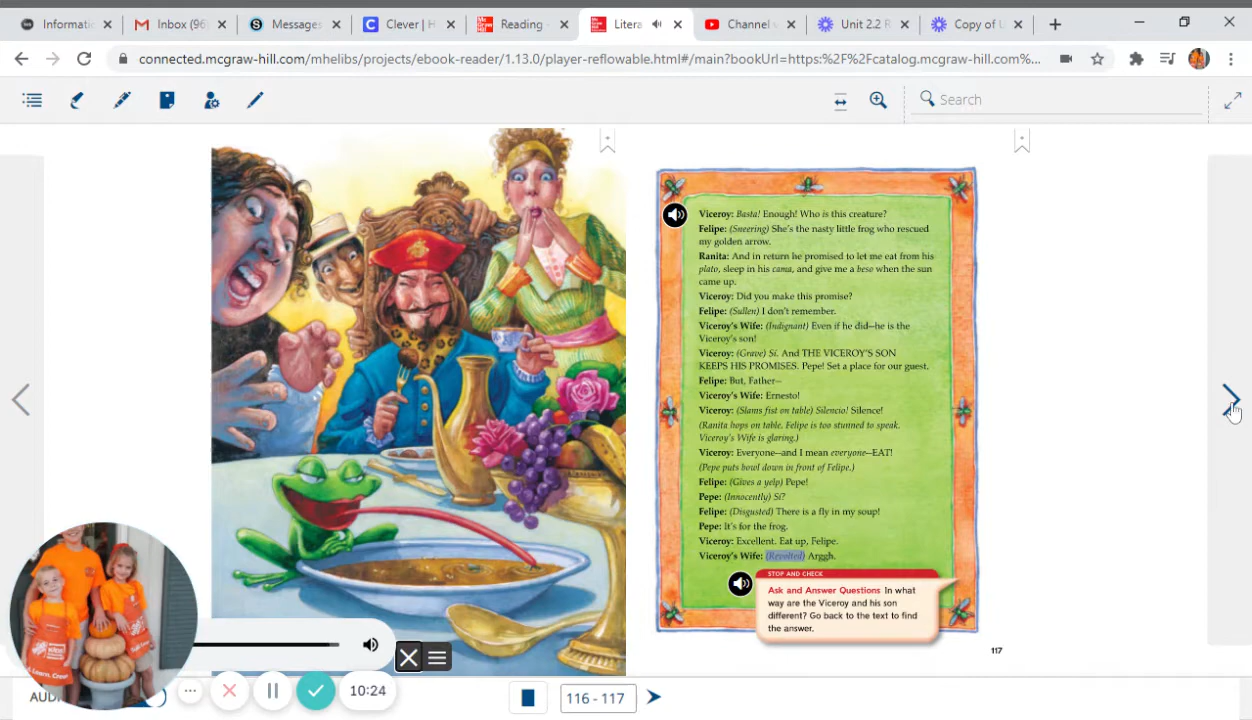 Informatic
Inbox (96
Messages
Clever | H
Reading -
Litera
Channel
Unit 2.2 R
Copy of U
connected.mcgraw-hill.com/mhelibs/projects/ebook-reader/1.13.0/player-reflowable.html#/main?bookUrl=https:%2F%2Fcatalog.mcgraw-hill.com%...
Search
Viceroy: Basta! Enough! Who is this creature?
Felipe: (Sneering) She's the nasty little frog who rescued
my golden arrow.
Ranita: And in return he promised to let me eat from his
plato, sleep in his cama, and give me a beso when the sun
came up.
Viceroy: Did you make this promise?
Felipe: (Sullen) I don't remember.
Viceroy's Wife: (Indignant) Even if he did—he is the
Viceroy's son!
Viceroy: (Grave) Sí. And THE VICEROY'S SON
KEEPS HIS PROMISES. Pepe! Set a place for our guest.
Felipe: But, Father—
Viceroy's Wife: Ernesto!
Viceroy: (Slams fist on table) Silencio! Silence!
(Ranita hops on table. Felipe is too stunned to speak.
Viceroy's Wife is glaring.)
Viceroy: Everyone—and I mean everyone—EAT!
(Pepe puts bowl down in front of Felipe.)
Felipe: (Gives a yelp) Pepe!
Pepe: (Innocently) Sí?
Felipe: (Disgusted) There is a fly in my soup!
Pepe: It's for the frog.
Viceroy: Excellent. Eat up, Felipe.
Viceroy's Wife: (Revolted) Arggh.
STOP AND CHECK
Ask and Answer Questions In what
way are the Viceroy and his son
different? Go back to the text to find
the answer.
117
10:24
116 - 117